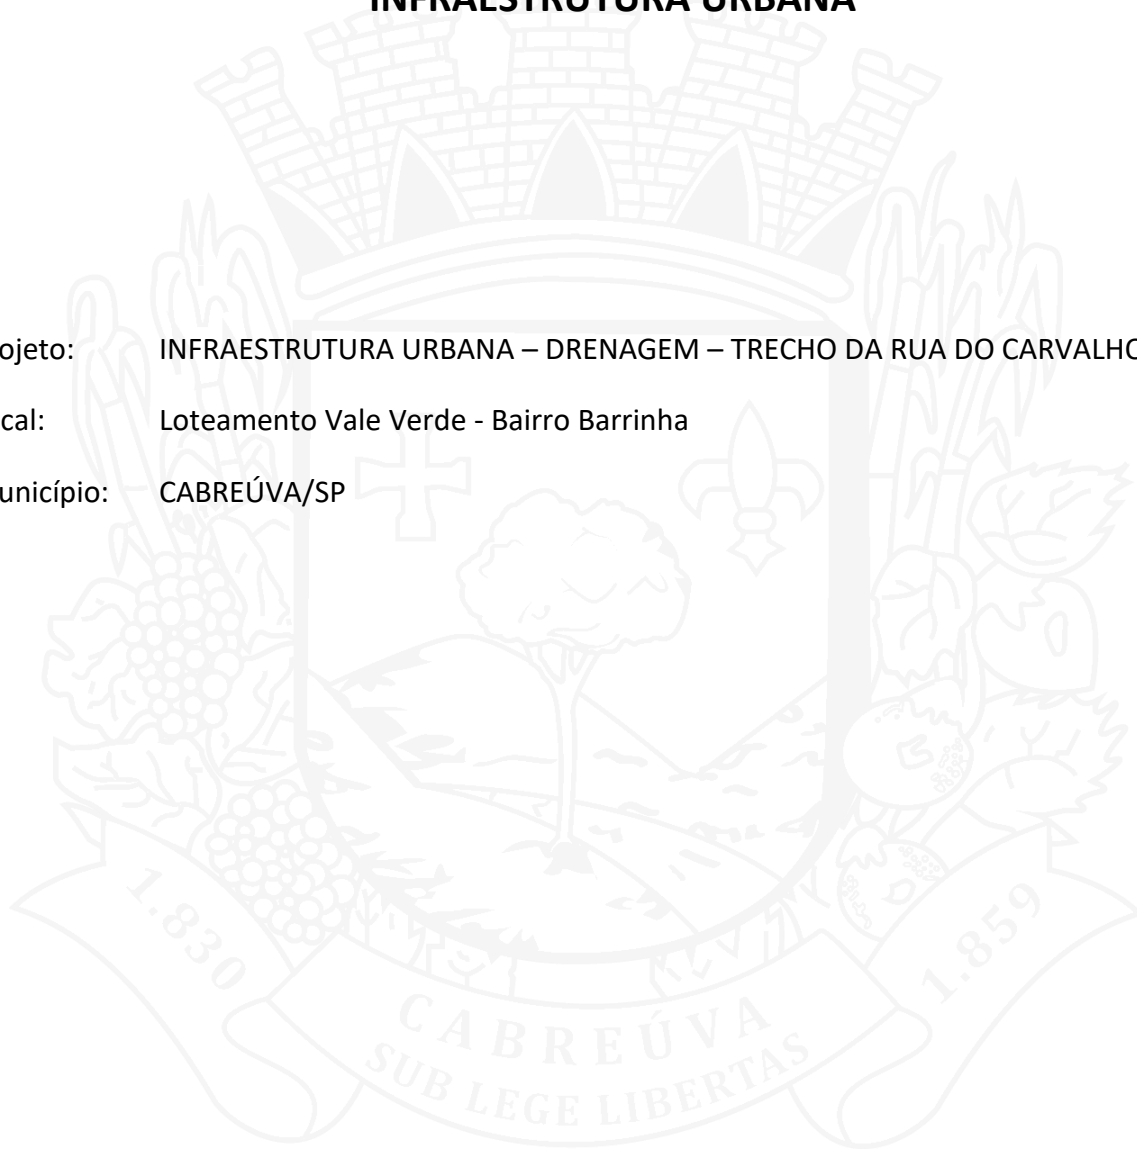 INFRAESTRUTURA URBANA
ojeto: INFRAESTRUTURA URBANA – DRENAGEM – TRECHO DA RUA DO CARVALHO
cal: Loteamento Vale Verde - Bairro Barrinha
unicípio: CABREÚVA/SP
1.830
1.859
CABREÚVA
SUB LEGE LIBERTAS